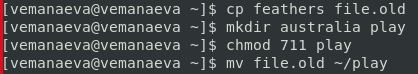 [vemanaeva@vemanaeva ~]$ cp feathers file.old
[vemanaeva@vemanaeva ~]$ mkdir australia play
[vemanaeva@vemanaeva ~]$ chmod 711 play
[vemanaeva@vemanaeva ~]$ mv file.old ~/play